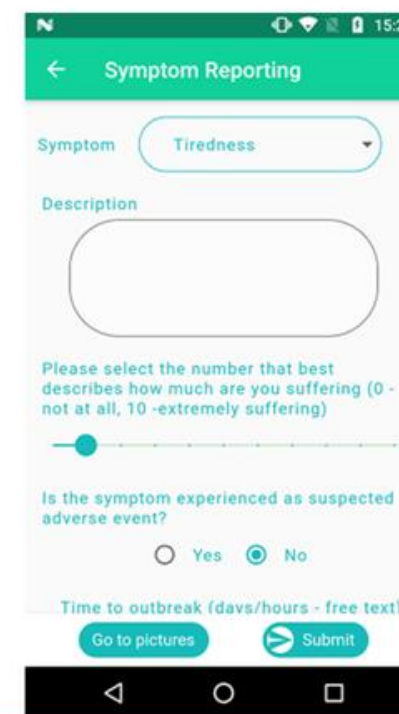 15:2
Symptom Reporting
Symptom Tiredness
Description
Please select the number that best
describes how much are you suffering (0 -
not at all, 10 -extremely suffering)
Is the symptom experienced as suspected
adverse event?
Yes No
Time to outbreak (days/hours - free text)
Go to pictures Submit